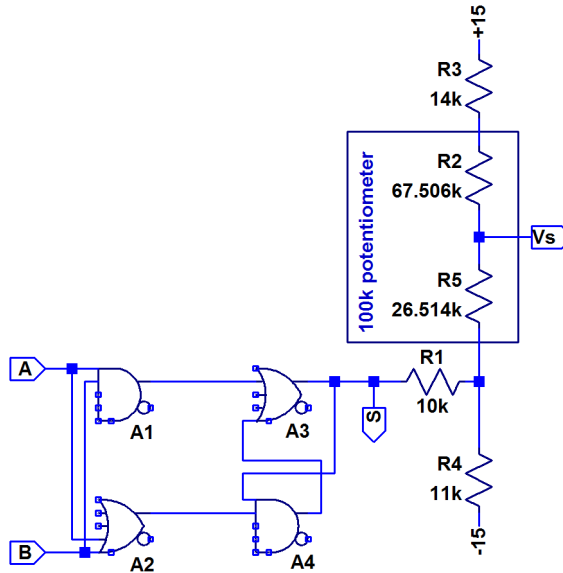 +15
R3
14k
R2
67.506k
100k potentiometer
Vs
R5
26.514k
A
A1
A3
S
R1
10k
R4
11k
B
A2
A4
-15